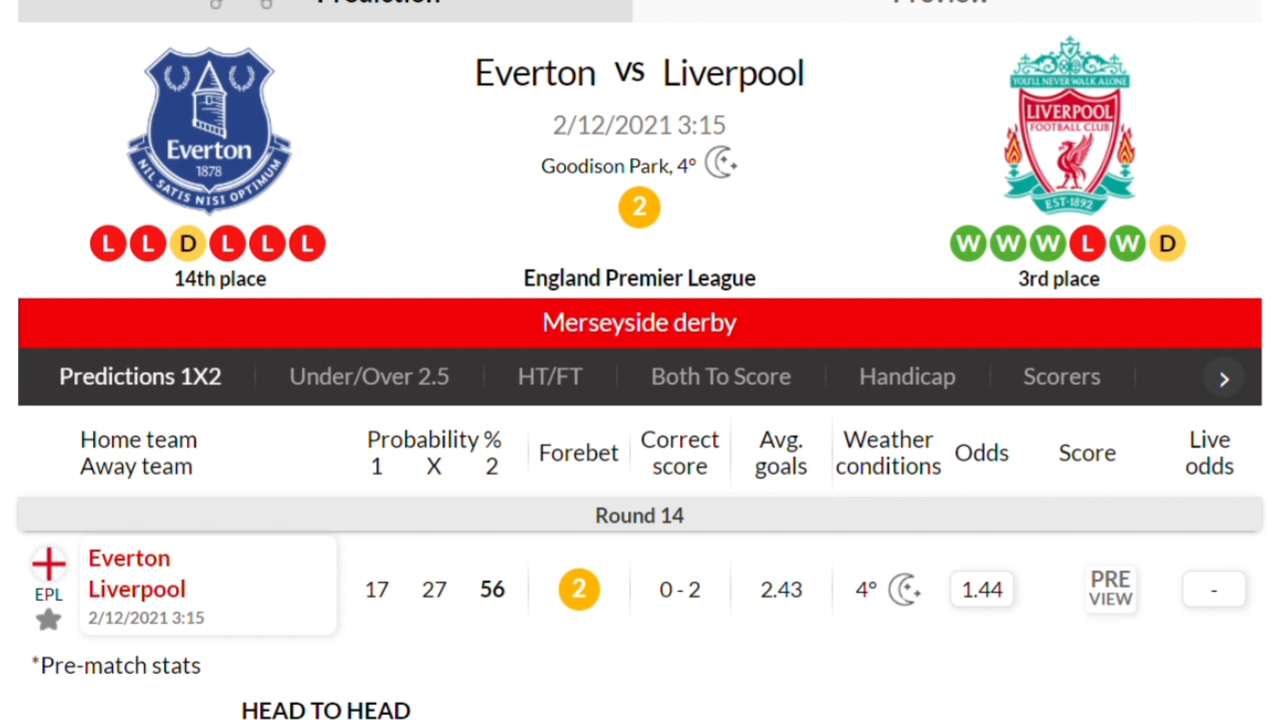 Prediction
Preview
Everton vs Liverpool
2/12/2021 3:15
Goodison Park, 4°
2
Everton
1878
NIL SATIS NISI OPTIMUM
YOU'LL NEVER WALK ALONE
LIVERPOOL
FOOTBALL CLUB
EST·1892
L L D L L L
W W W L W D
14th place
England Premier League
3rd place
Merseyside derby
Predictions 1X2
Under/Over 2.5
HT/FT
Both To Score
Handicap
Scorers
Home team
Away team
Probability %
1 X 2
Forebet
Correct
score
Avg.
goals
Weather
conditions
Odds
Score
Live
odds
Round 14
EPL
Everton
Liverpool
2/12/2021 3:15
17 27 56
2
0 - 2
2.43
4°
1.44
PRE
VIEW
-
*Pre-match stats
HEAD TO HEAD